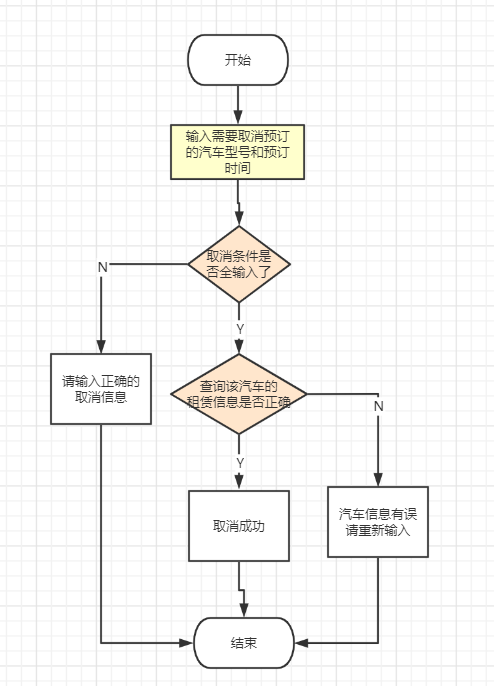 开始
输入需要取消预订
的汽车型号和预订
时间
取消条件是
否全输入了
N
Y
请输入正确的
取消信息
查询该汽车的
租赁信息是否正确
N
Y
汽车信息有误
请重新输入
取消成功
结束